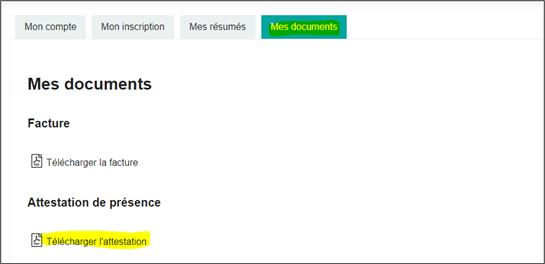 Mon compte Mon inscription Mes résumés Mes documents
Mes documents
Facture
Télécharger la facture
Attestation de présence
Télécharger l'attestation